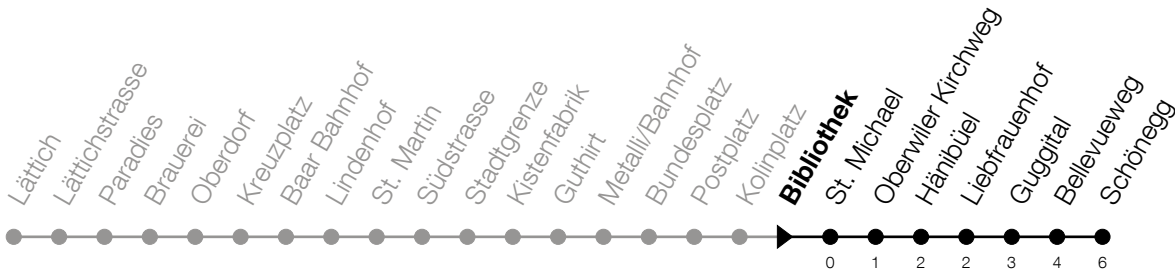 Lättich
Lättichstrasse
Paradies
Brauerei
Oberdorf
Kreuzplatz
Baar Bahnhof
Lindenhof
St. Martin
Südstrasse
Stadtgrenze
Kistenfabrik
Guthirt
Metalli/Bahnhof
Bundesplatz
Postplatz
Kolinplatz
Bibliothek
St. Michael
Oberwiler Kirchweg
Hänibüel
Liebfrauenhof
Guggital
Bellevueweg
Schönegg
0 1 2 2 3 4 6